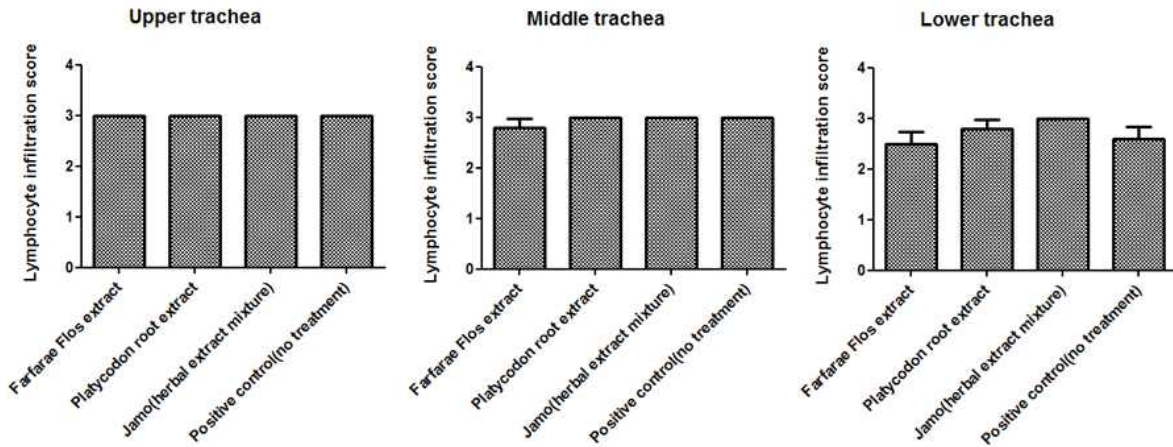 Upper trachea
Lymphocyte infiltration score
4
3
2
1
0
Farfarae Flos extract
Platycodon root extract
Jamo(herbal extract mixture)
Positive control(no treatment)
Middle trachea
Lymphocyte infiltration score
4
3
2
1
0
Farfarae Flos extract
Platycodon root extract
Jamo(herbal extract mixture)
Positive control(no treatment)
Lower trachea
Lymphocyte infiltration score
4
3
2
1
0
Farfarae Flos extract
Platycodon root extract
Jamo(herbal extract mixture)
Positive control(no treatment)